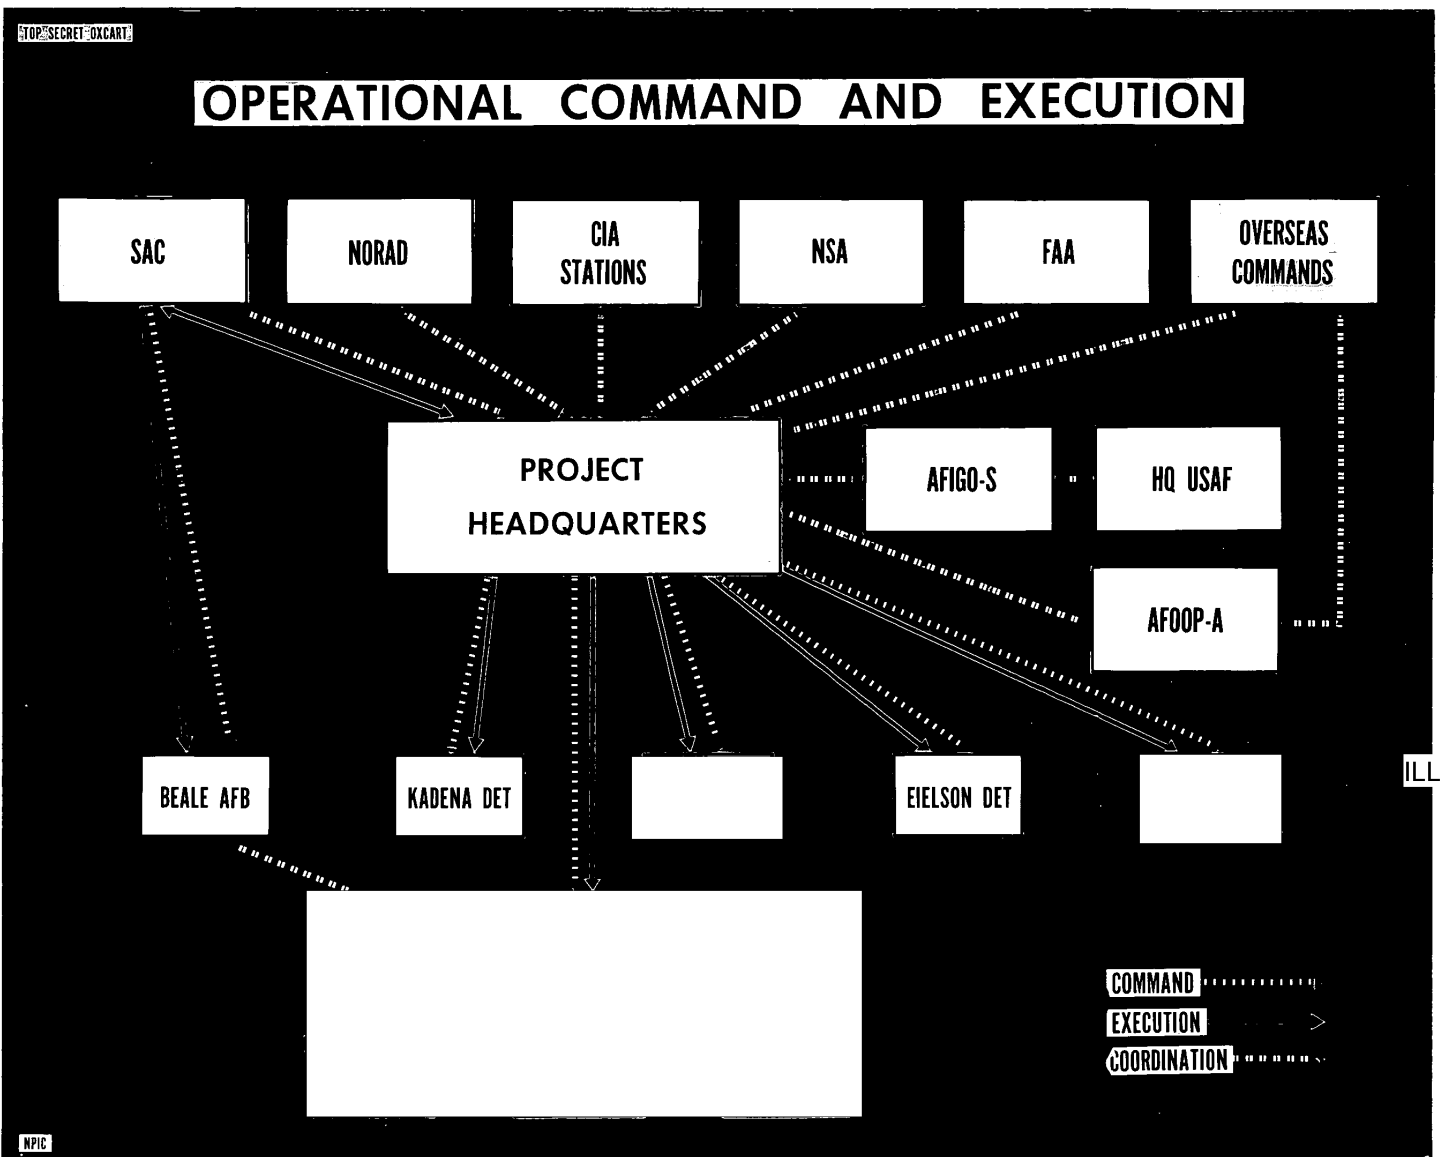 TOP SECRET OXCART
OPERATIONAL COMMAND AND EXECUTION
SAC
NORAD
CIA
STATIONS
NSA
FAA
OVERSEAS
COMMANDS
PROJECT
HEADQUARTERS
AFIGO-S
HQ USAF
AFOOP-A
BEALE AFB
KADENA DET
EIELSON DET
ILL
COMMAND
EXECUTION
COORDINATION
NPIC